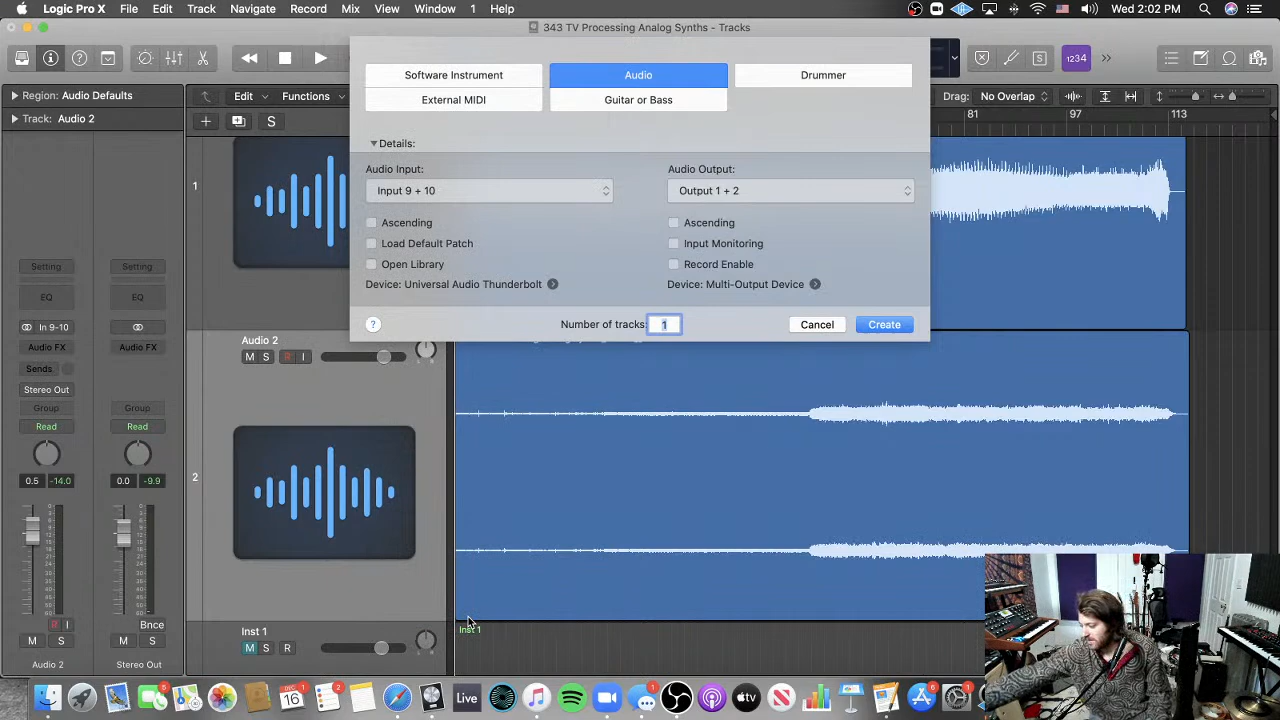 Logic Pro X File Edit Track Navigate Record Mix View Window 1 Help Wed 2:02 PM
343 TV Processing Analog Synths - Tracks
1234
Region: Audio Defaults
Track: Audio 2
Edit Functions
Drag: No Overlap
S
81 97 113
Software Instrument Audio Drummer
External MIDI Guitar or Bass
Details:
Audio Input: Audio Output:
Input 9 + 10 Output 1 + 2
Ascending Ascending
Load Default Patch Input Monitoring
Open Library Record Enable
Device: Universal Audio Thunderbolt Device: Multi-Output Device
? Number of tracks: 1 Cancel Create
1
Setting Setting
EQ EQ
In 9-10
Audio FX Audio FX
Sends
Stereo Out
Group Group
Read Read
0.5 -14.0 0.0 -9.9
R I Bnce
M S M S
Audio 2 Stereo Out
Audio 2
M S R I
2
Inst 1
M S R
Inst 1
Live
tv